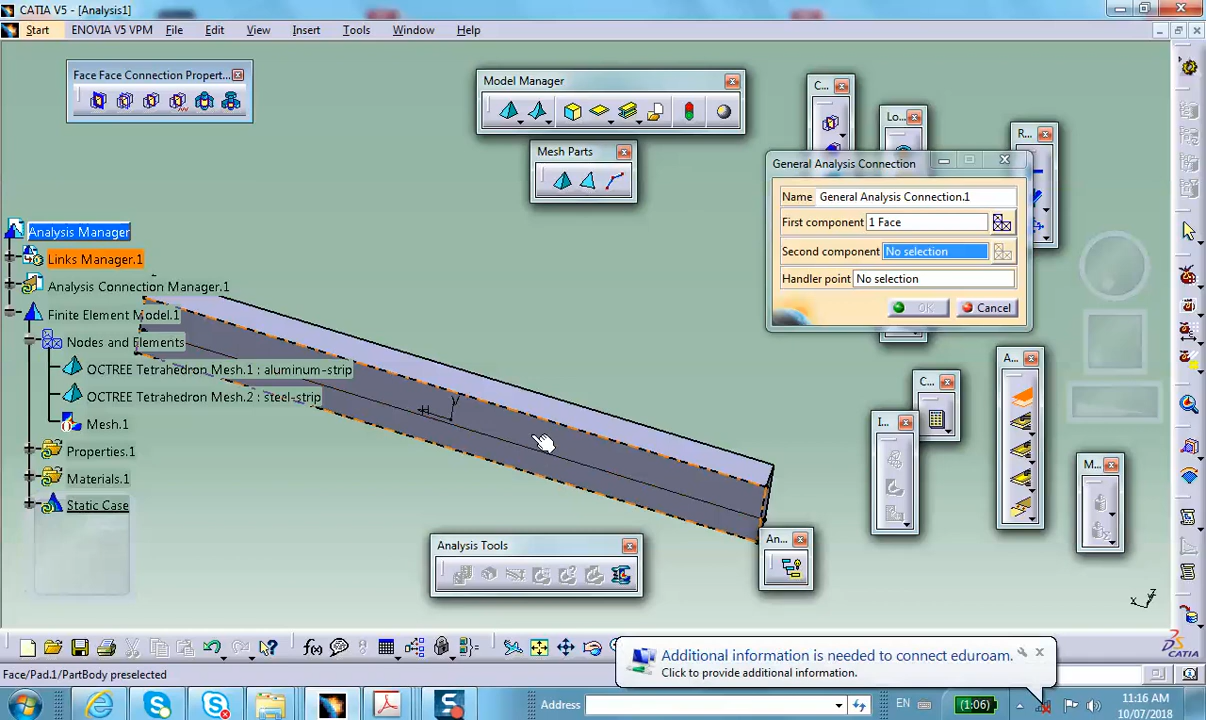 CATIA V5 - [Analysis1]
Start ENOVIA V5 VPM File Edit View Insert Tools Window Help
Face Face Connection Propert...
Model Manager
C...
Lo...
R...
Mesh Parts
General Analysis Connection
Name General Analysis Connection.1
First component 1 Face
Second component No selection
Handler point No selection
OK Cancel
Analysis Manager
Links Manager.1
Analysis Connection Manager.1
Finite Element Model.1
Nodes and Elements
OCTREE Tetrahedron Mesh.1 : aluminum-strip
OCTREE Tetrahedron Mesh.2 : steel-strip
Mesh.1
Properties.1
Materials.1
Static Case
y
A...
C...
I...
M...
Analysis Tools
An...
x z
f(x)
DS
CATIA
Additional information is needed to connect eduroam.
Click to provide additional information.
Face/Pad.1/PartBody preselected
Address
EN
(1:06)
11:16 AM
10/07/2018